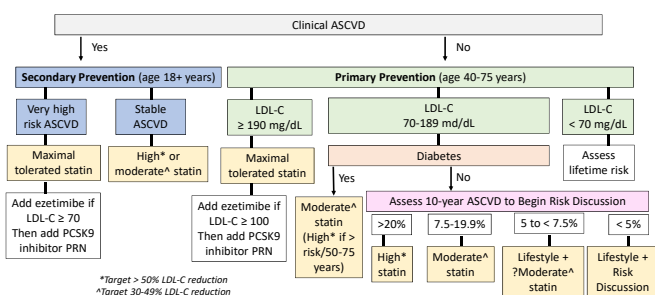 Clinical ASCVD
Yes
No
Secondary Prevention (age 18+ years)
Primary Prevention (age 40-75 years)
Very high
risk ASCVD
Stable
ASCVD
LDL-C
≥ 190 mg/dL
LDL-C
70-189 md/dL
LDL-C
< 70 mg/dL
Maximal
tolerated statin
High* or
moderate^ statin
Maximal
tolerated statin
Diabetes
Assess
lifetime risk
Yes
No
Add ezetimibe if
LDL-C ≥ 70
Then add PCSK9
inhibitor PRN
Add ezetimibe if
LDL-C ≥ 100
Then add PCSK9
inhibitor PRN
Moderate^
statin
(High* if >
risk/50-75
years)
Assess 10-year ASCVD to Begin Risk Discussion
>20%
7.5-19.9%
5 to < 7.5%
< 5%
High*
statin
Moderate^
statin
Lifestyle +
?Moderate^
statin
Lifestyle +
Risk
Discussion
*Target > 50% LDL-C reduction
^Target 30-49% LDL-C reduction